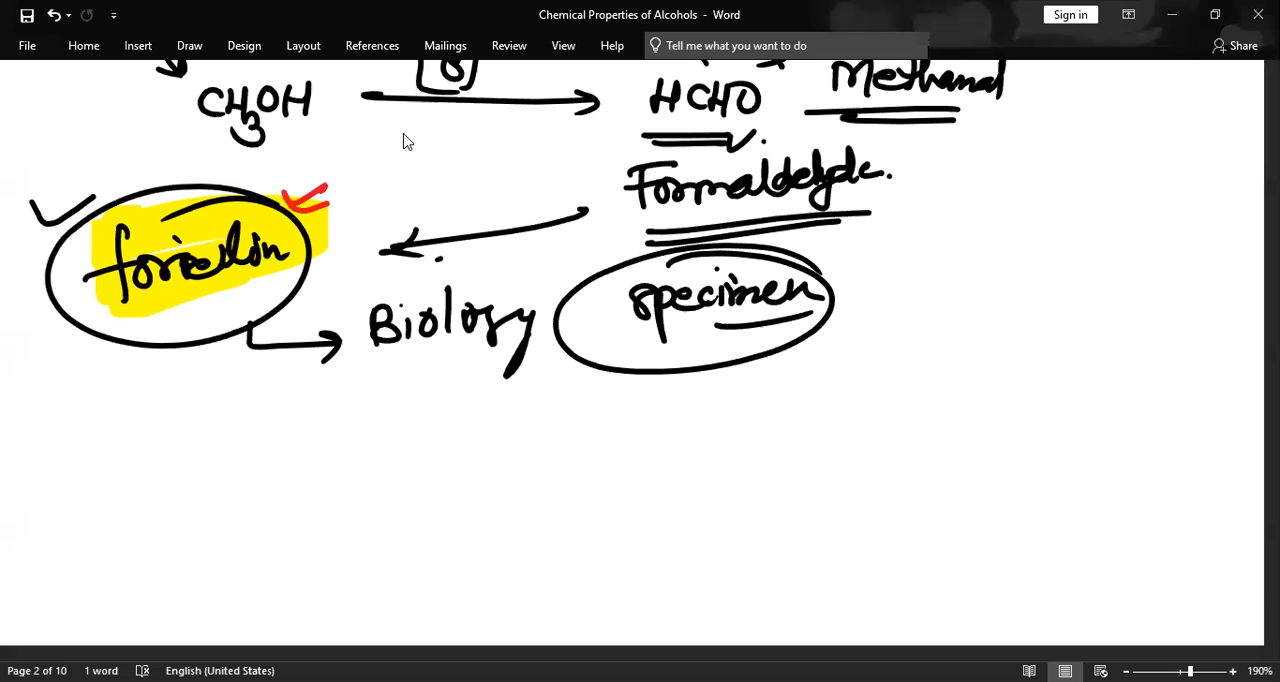 Chemical Properties of Alcohols - Word
Sign in
File Home Insert Draw Design Layout References Mailings Review View Help Tell me what you want to do Share
[O]
CH3OH HCHO Methanal
Formaldelyde.
specimen
Biology
Page 2 of 10 1 word English (United States) 190%